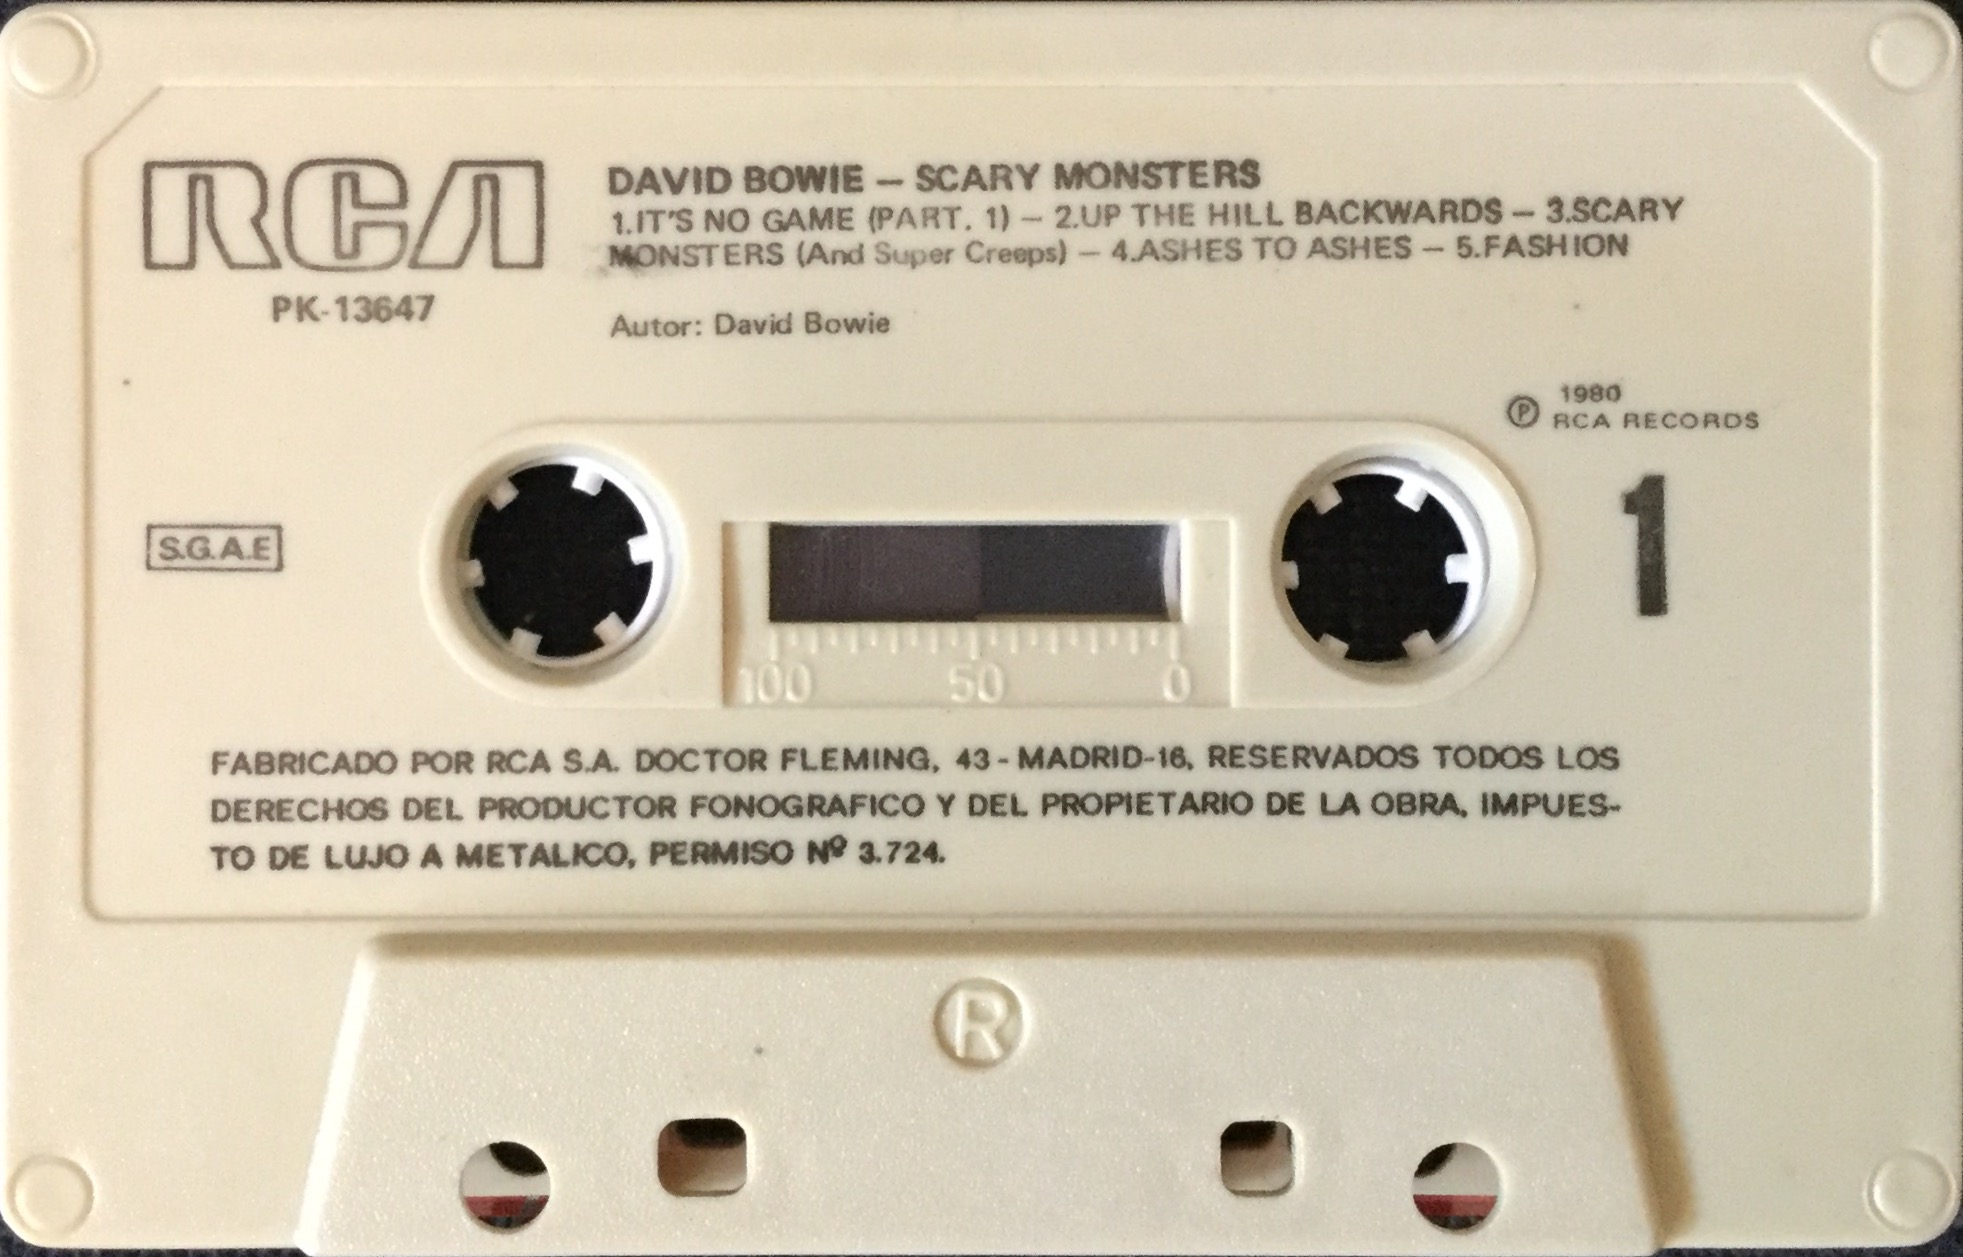 RCA
PK-13647
DAVID BOWIE – SCARY MONSTERS
1.IT'S NO GAME (PART. 1) – 2.UP THE HILL BACKWARDS – 3.SCARY
MONSTERS (And Super Creeps) – 4.ASHES TO ASHES – 5.FASHION
Autor: David Bowie
℗ 1980
RCA RECORDS
S.G.A.E
1
100 50 0
FABRICADO POR RCA S.A. DOCTOR FLEMING, 43 - MADRID-16, RESERVADOS TODOS LOS
DERECHOS DEL PRODUCTOR FONOGRAFICO Y DEL PROPIETARIO DE LA OBRA, IMPUES-
TO DE LUJO A METALICO, PERMISO Nº 3.724.
®